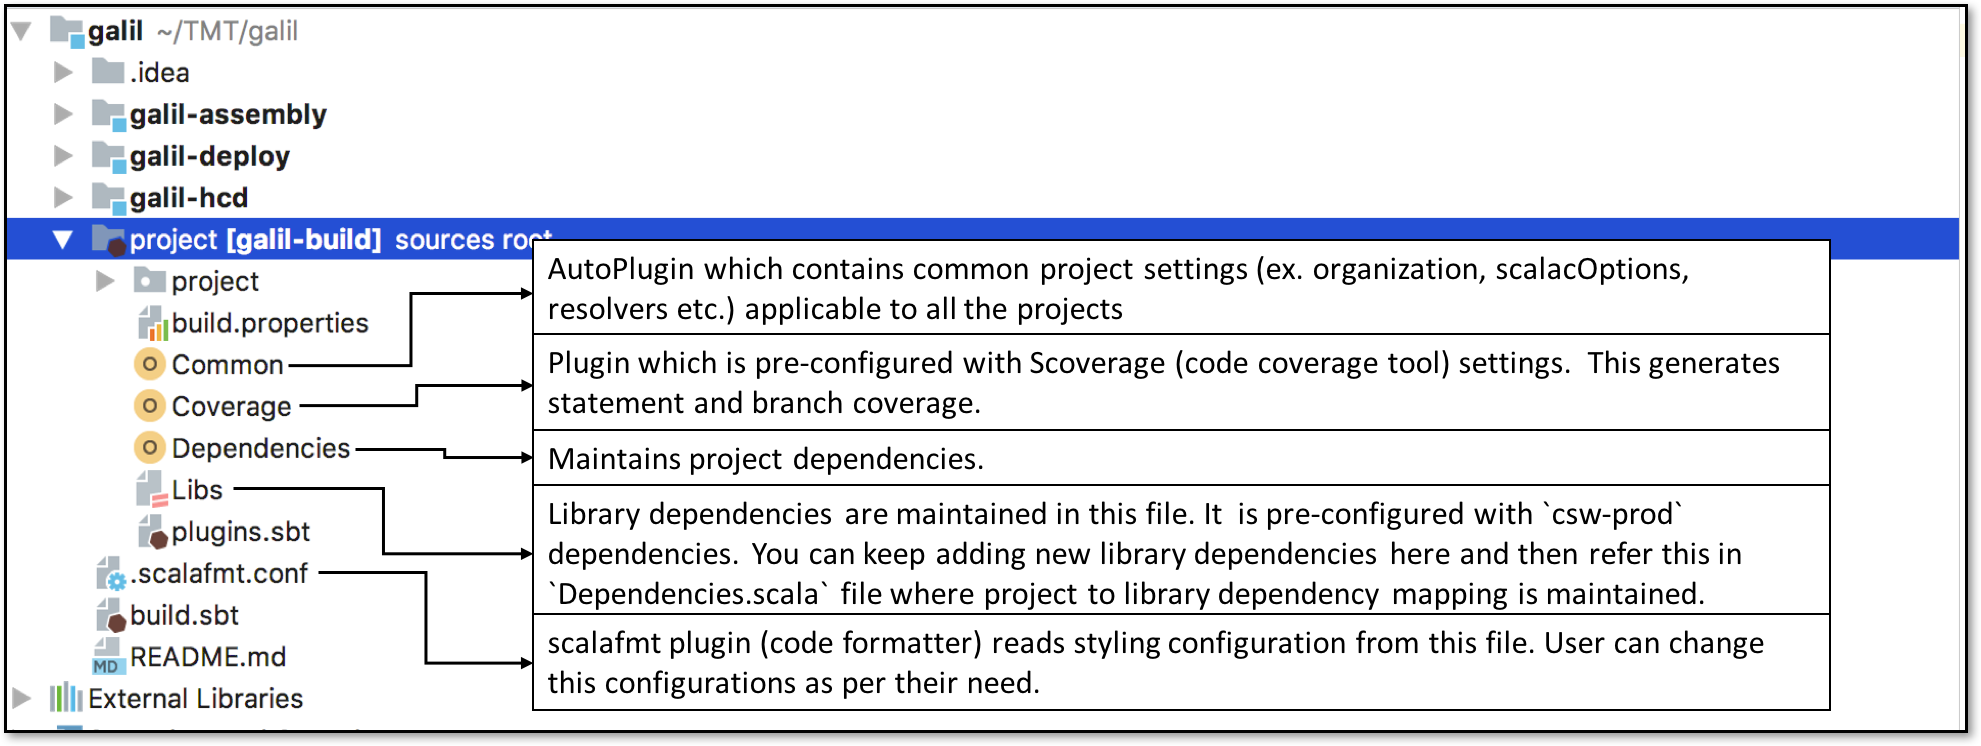 galil ~/TMT/galil
.idea
galil-assembly
galil-deploy
galil-hcd
project [galil-build] sources root
project
build.properties
Common
Coverage
Dependencies
Libs
plugins.sbt
.scalafmt.conf
build.sbt
MD README.md
External Libraries
AutoPlugin which contains common project settings (ex. organization, scalacOptions,
resolvers etc.) applicable to all the projects
Plugin which is pre-configured with Scoverage (code coverage tool) settings. This generates
statement and branch coverage.
Maintains project dependencies.
Library dependencies are maintained in this file. It is pre-configured with `csw-prod`
dependencies. You can keep adding new library dependencies here and then refer this in
`Dependencies.scala` file where project to library dependency mapping is maintained.
scalafmt plugin (code formatter) reads styling configuration from this file. User can change
this configurations as per their need.